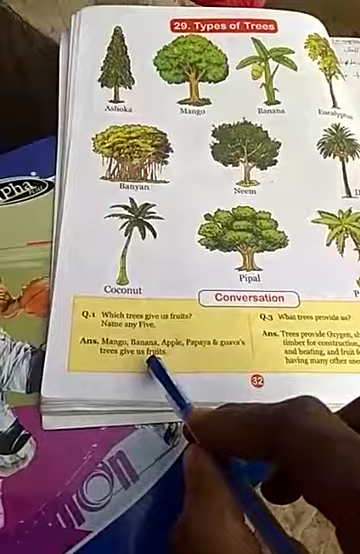 29. Types of Trees
Ashoka
Mango
Banana
Eucalyptus
Banyan
Neem
Coconut
Pipal
Conversation
Q.1 Which trees give us fruits?
Name any Five.
Ans. Mango, Banana, Apple, Papaya & guava's
trees give us fruits.
Q.3 What trees provide us?
Ans. Trees provide Oxygen,
timber for construction,
and heating, and fruit
having many other
32
Pha